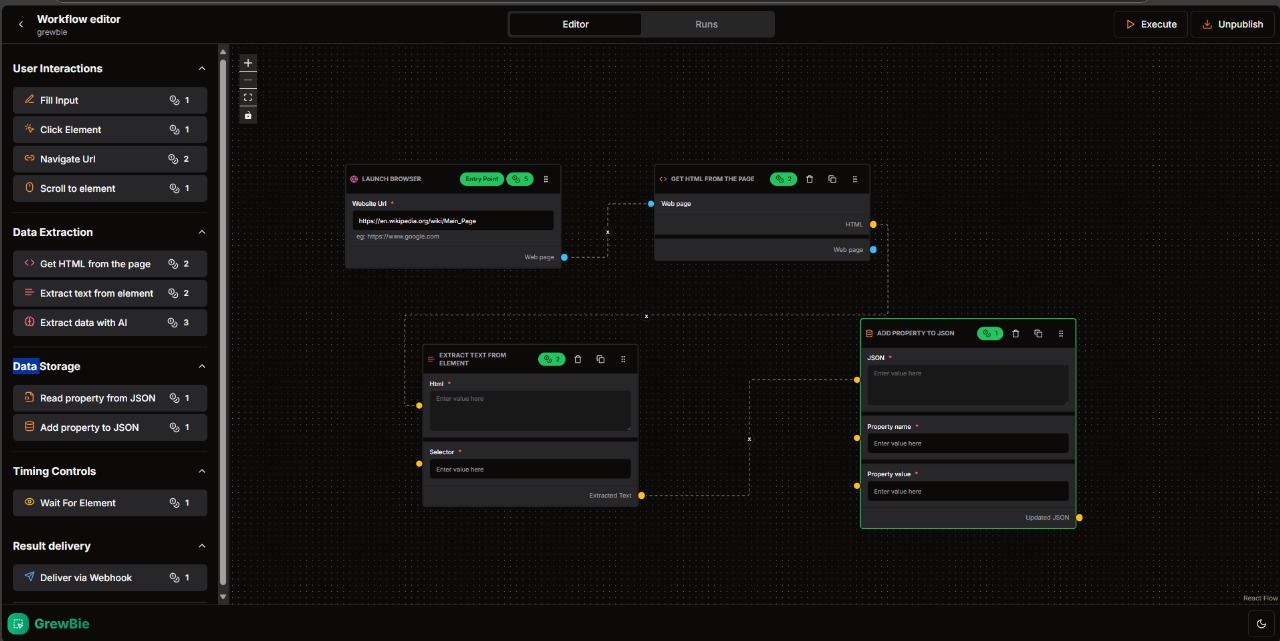 Workflow editor
grewbie
Editor
Runs
Execute
Unpublish
User Interactions
Fill Input 1
Click Element 1
Navigate Url 2
Scroll to element 1
Data Extraction
Get HTML from the page 2
Extract text from element 2
Extract data with AI 3
Data Storage
Read property from JSON 1
Add property to JSON 1
Timing Controls
Wait For Element 1
Result delivery
Deliver via Webhook 1
GrewBie
LAUNCH BROWSER
Entry Point
5
Website Url *
https://en.wikipedia.org/wiki/Main_Page
eg: https://www.google.com
Web page
x
GET HTML FROM THE PAGE
2
Web page
HTML
Web page
x
EXTRACT TEXT FROM
ELEMENT
2
Html *
Enter value here
Selector *
Enter value here
Extracted Text
x
ADD PROPERTY TO JSON
1
JSON *
Enter value here
Property name *
Enter value here
Property value *
Enter value here
Updated JSON
React Flow